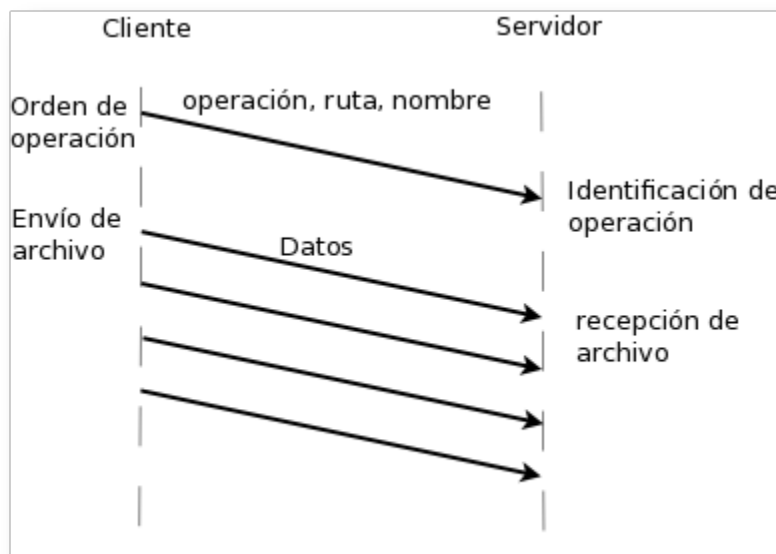 Cliente
Servidor
Orden de
operación
operación, ruta, nombre
Identificación de
operación
Envío de
archivo
Datos
recepción de
archivo